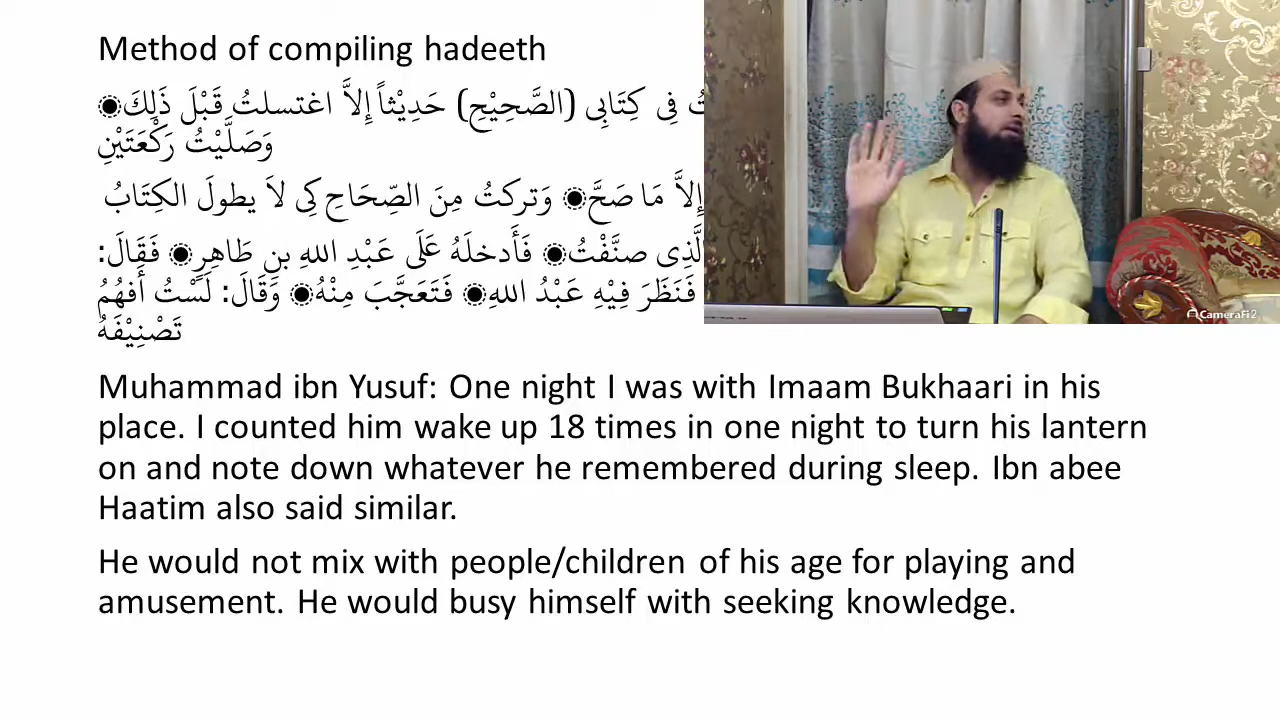 Method of compiling hadeeth
فِي كِتَابِي (الصَّحِيْحِ) حَدِيْثاً إِلاَّ اغتسلتُ قَبْلَ ذَلِكَ۞
وَصَلَّيْتُ رَكْعَتَيْنِ
إِلاَّ مَا صَحَّ۞ وَتركتُ مِنَ الصِّحَاحِ كِي لاَ يطولَ الكِتَابُ
الَّذِي صنَّفْتُ۞ فَأَدخلَهُ عَلَى عَبْدِ اللهِ بنِ طَاهِرٍ۞ فَقَالَ:
فَنَظَرَ فِيْهِ عَبْدُ اللهِ۞ فَتَعَجَّبَ مِنْهُ۞ وَقَالَ: لَسْتُ أَفهُمُ
تَصْنِيْفَهُ
Muhammad ibn Yusuf: One night I was with Imaam Bukhaari in his
place. I counted him wake up 18 times in one night to turn his lantern
on and note down whatever he remembered during sleep. Ibn abee
Haatim also said similar.
He would not mix with people/children of his age for playing and
amusement. He would busy himself with seeking knowledge.
CameraFi2